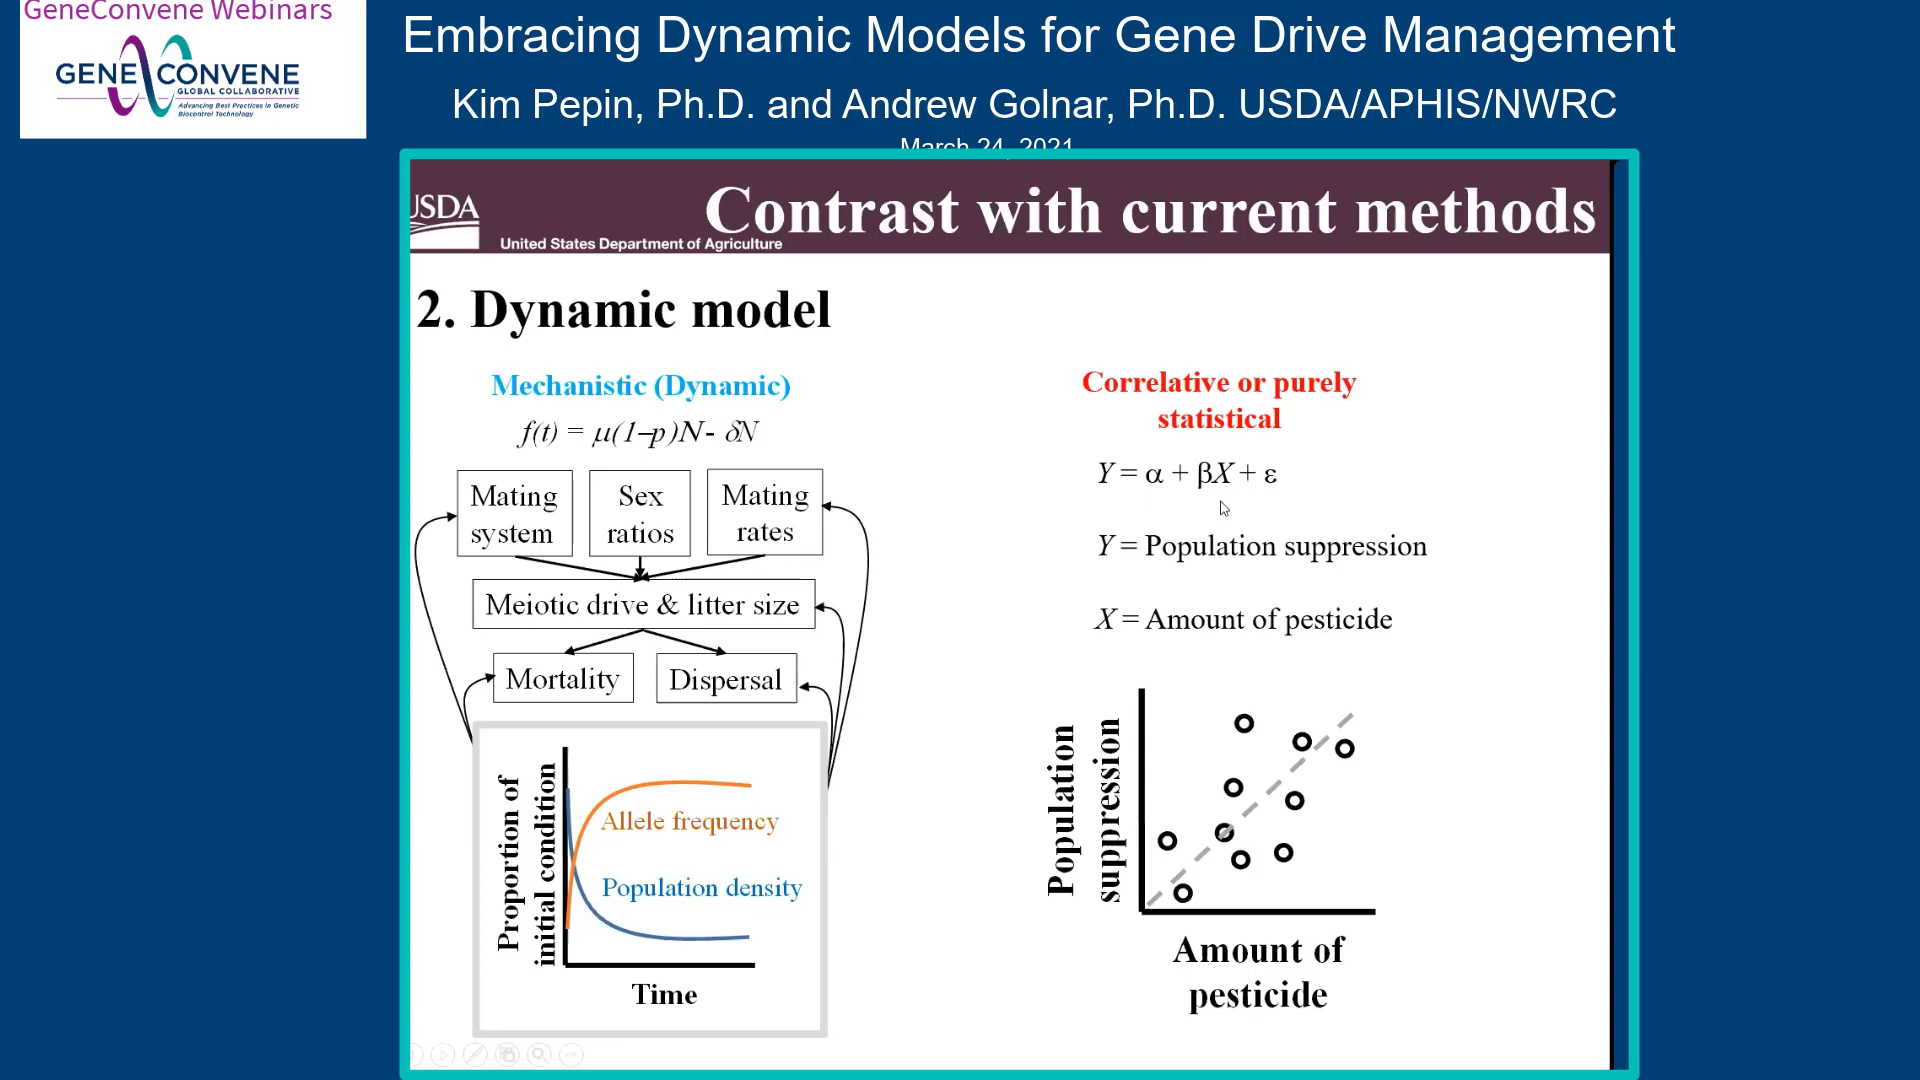 GeneConvene Webinars
GENE CONVENE
GLOBAL COLLABORATIVE
Advancing Best Practices in Genetic
Biocontrol Technology
Embracing Dynamic Models for Gene Drive Management
Kim Pepin, Ph.D. and Andrew Golnar, Ph.D. USDA/APHIS/NWRC
March 24, 2021
USDA
United States Department of Agriculture
Contrast with current methods
2. Dynamic model
Mechanistic (Dynamic)
f(t) = μ(1–p)N- δN
Mating
system
Sex
ratios
Mating
rates
Meiotic drive & litter size
Mortality
Dispersal
Proportion of
initial condition
Allele frequency
Population density
Time
Correlative or purely
statistical
Y = α + βX + ε
Y = Population suppression
X = Amount of pesticide
Population
suppression
Amount of
pesticide